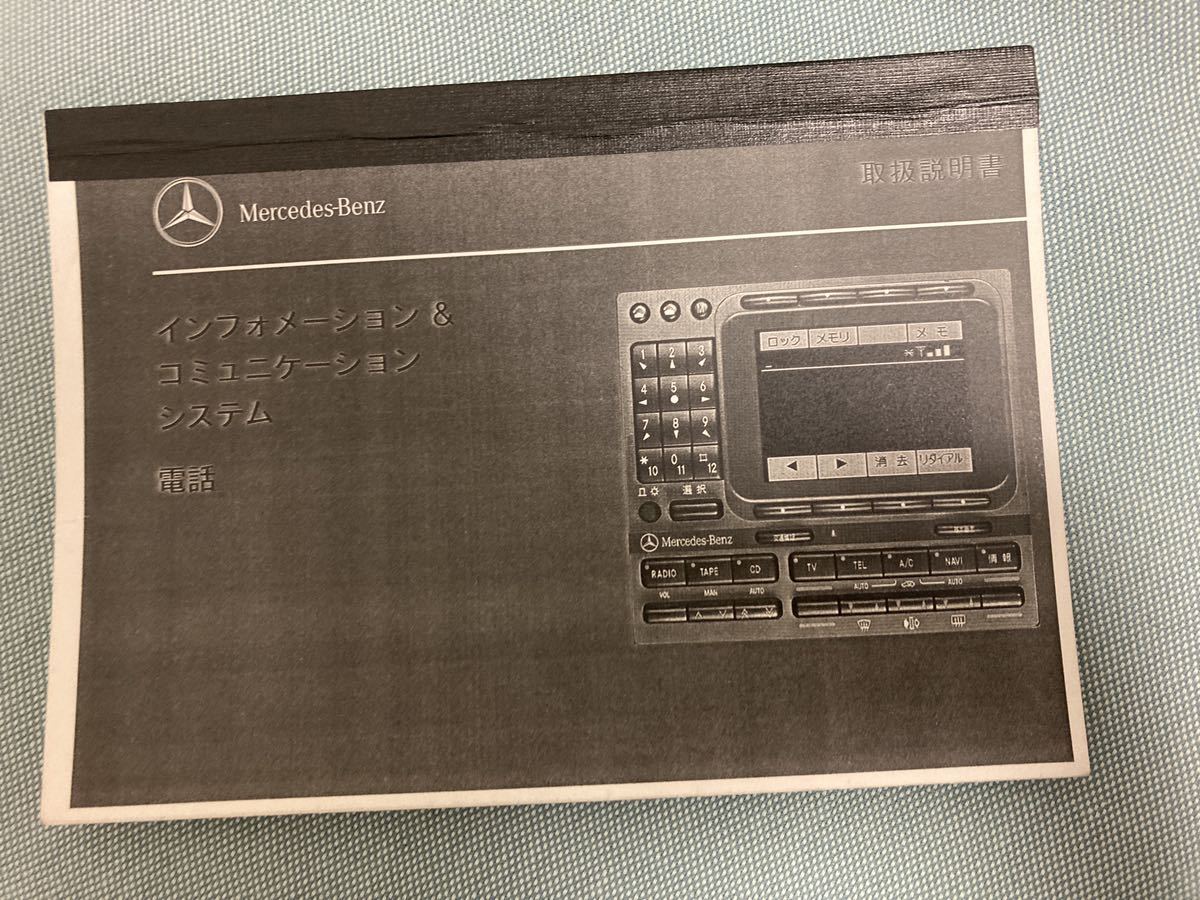 取扱説明書
Mercedes-Benz
インフォメーション &
コミュニケーション
システム
電話
ロック メモリ メモ
1 2 3
4 5 6
7 8 9
* 0
10 11 12
選択
◀ ▶ 消去 リダイアル
Mercedes-Benz
RADIO TAPE CD TV TEL A/C NAVI 情報
VOL MAN AUTO AUTO AUTO